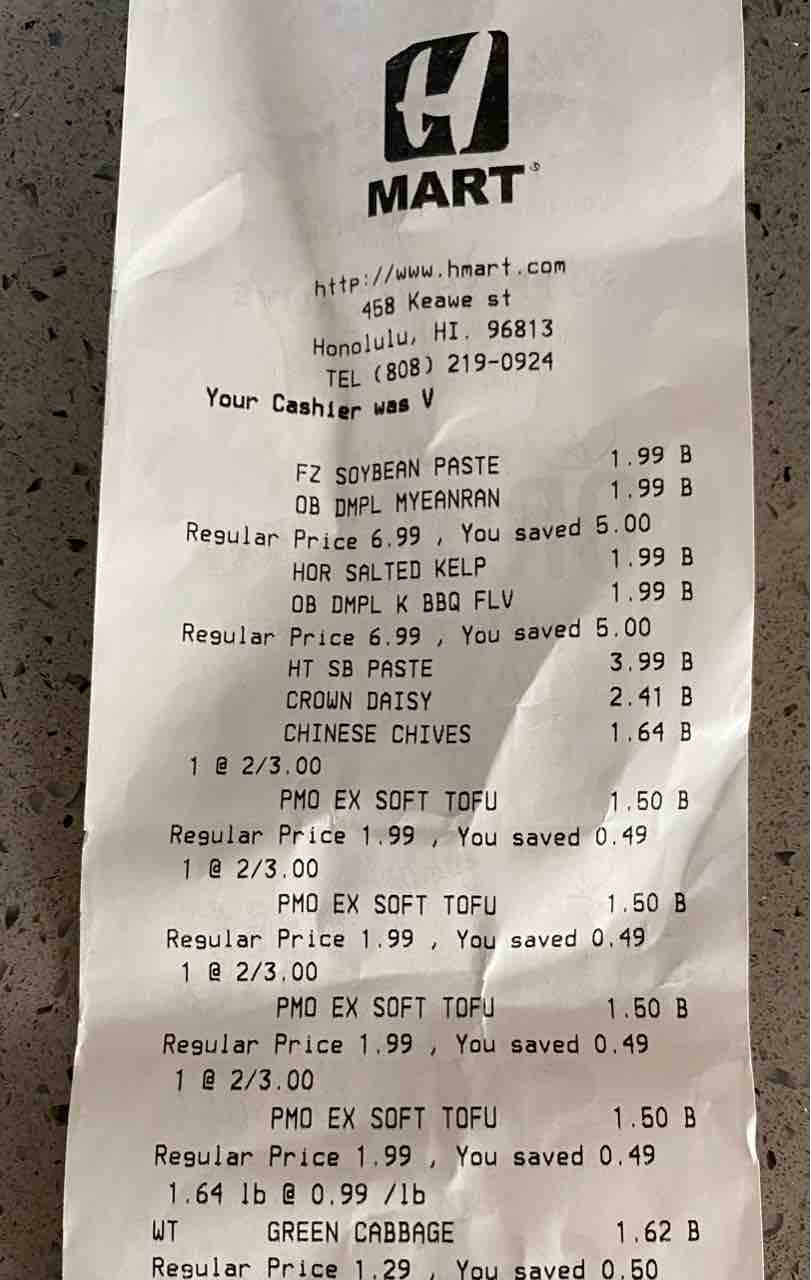 H
MART®
http://www.hmart.com
458 Keawe st
Honolulu, HI. 96813
TEL (808) 219-0924
Your Cashier was V
FZ SOYBEAN PASTE 1.99 B
OB DMPL MYEANRAN 1.99 B
Regular Price 6.99 , You saved 5.00
HOR SALTED KELP 1.99 B
OB DMPL K BBQ FLV 1.99 B
Regular Price 6.99 , You saved 5.00
HT SB PASTE 3.99 B
CROWN DAISY 2.41 B
CHINESE CHIVES 1.64 B
1 @ 2/3.00
PMO EX SOFT TOFU 1.50 B
Regular Price 1.99 , You saved 0.49
1 @ 2/3.00
PMO EX SOFT TOFU 1.50 B
Regular Price 1.99 , You saved 0.49
1 @ 2/3.00
PMO EX SOFT TOFU 1.50 B
Regular Price 1.99 , You saved 0.49
1 @ 2/3.00
PMO EX SOFT TOFU 1.50 B
Regular Price 1.99 , You saved 0.49
1.64 lb @ 0.99 /lb
WT GREEN CABBAGE 1.62 B
Regular Price 1.29 , You saved 0.50